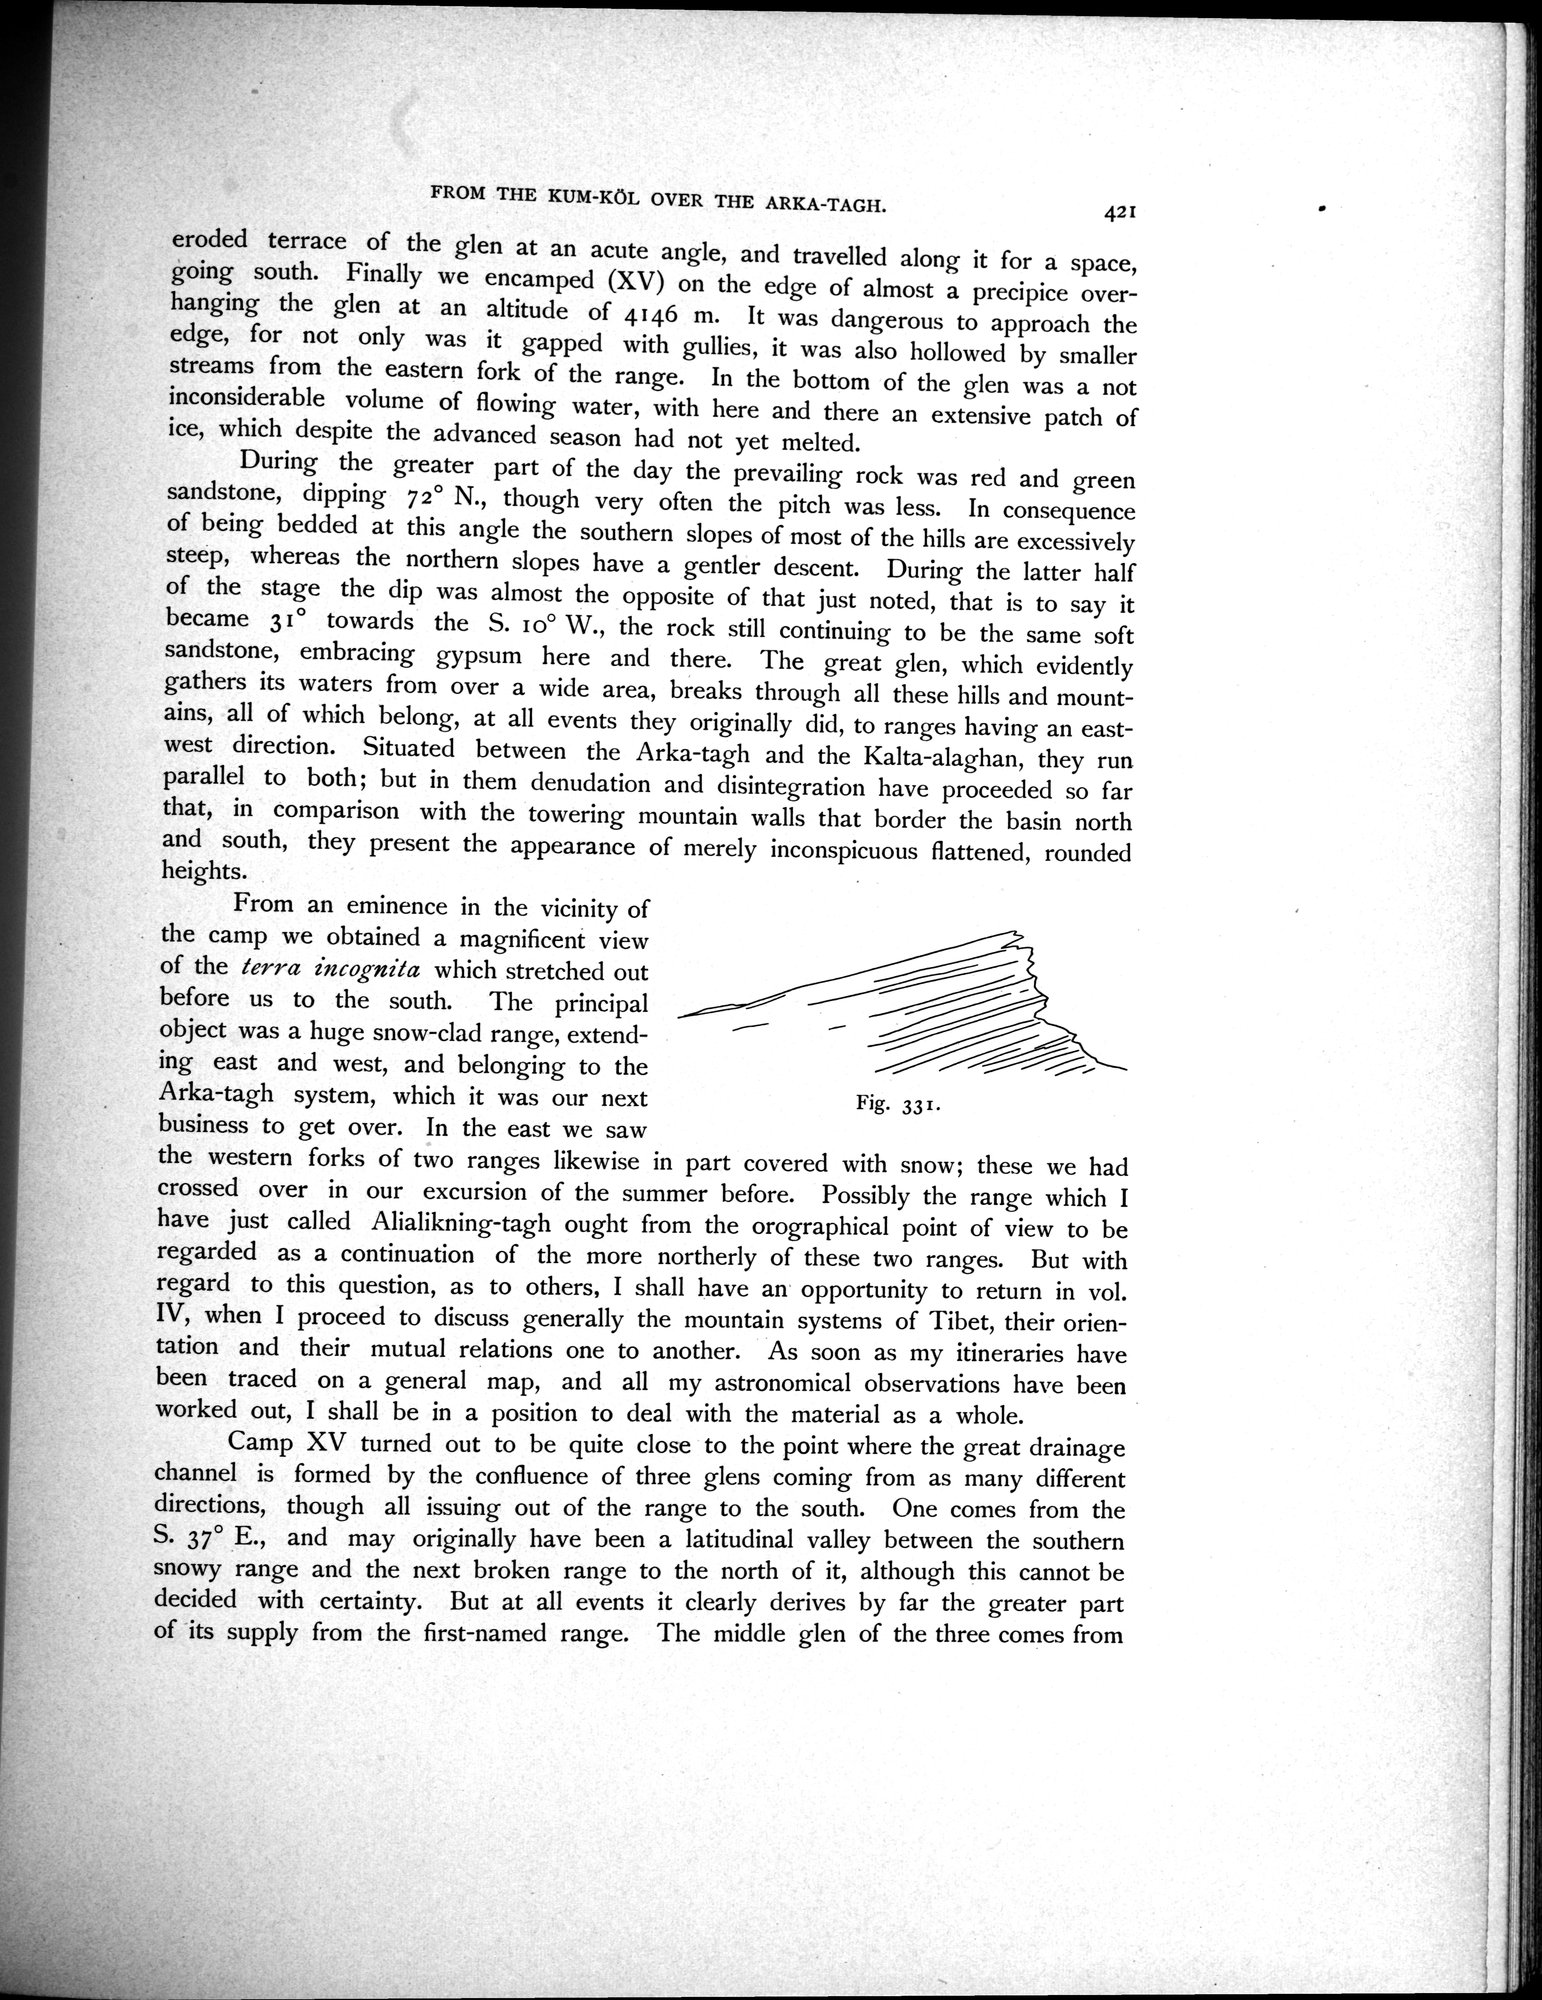 FROM THE KUM-KÖL OVER THE ARKA-TAGH.
421
eroded terrace of the glen at an acute angle, and travelled along it for a space,
going south. Finally we encamped (XV) on the edge of almost a precipice over-
hanging the glen at an altitude of 4146 m. It was dangerous to approach the
edge, for not only was it gapped with gullies, it was also hollowed by smaller
streams from the eastern fork of the range. In the bottom of the glen was a not
inconsiderable volume of flowing water, with here and there an extensive patch of
ice, which despite the advanced season had not yet melted.
During the greater part of the day the prevailing rock was red and green
sandstone, dipping 72° N., though very often the pitch was less. In consequence
of being bedded at this angle the southern slopes of most of the hills are excessively
steep, whereas the northern slopes have a gentler descent. During the latter half
of the stage the dip was almost the opposite of that just noted, that is to say it
became 31° towards the S. 10° W., the rock still continuing to be the same soft
sandstone, embracing gypsum here and there. The great glen, which evidently
gathers its waters from over a wide area, breaks through all these hills and mount-
ains, all of which belong, at all events they originally did, to ranges having an east-
west direction. Situated between the Arka-tagh and the Kalta-alaghan, they run
parallel to both; but in them denudation and disintegration have proceeded so far
that, in comparison with the towering mountain walls that border the basin north
and south, they present the appearance of merely inconspicuous flattened, rounded
heights.
From an eminence in the vicinity of
the camp we obtained a magnificent view
of the terra incognita which stretched out
before us to the south. The principal
object was a huge snow-clad range, extend-
ing east and west, and belonging to the
Arka-tagh system, which it was our next
business to get over. In the east we saw
Fig. 331.
the western forks of two ranges likewise in part covered with snow; these we had
crossed over in our excursion of the summer before. Possibly the range which I
have just called Alialikning-tagh ought from the orographical point of view to be
regarded as a continuation of the more northerly of these two ranges. But with
regard to this question, as to others, I shall have an opportunity to return in vol.
IV, when I proceed to discuss generally the mountain systems of Tibet, their orien-
tation and their mutual relations one to another. As soon as my itineraries have
been traced on a general map, and all my astronomical observations have been
worked out, I shall be in a position to deal with the material as a whole.
Camp XV turned out to be quite close to the point where the great drainage
channel is formed by the confluence of three glens coming from as many different
directions, though all issuing out of the range to the south. One comes from the
S. 37° E., and may originally have been a latitudinal valley between the southern
snowy range and the next broken range to the north of it, although this cannot be
decided with certainty. But at all events it clearly derives by far the greater part
of its supply from the first-named range. The middle glen of the three comes from